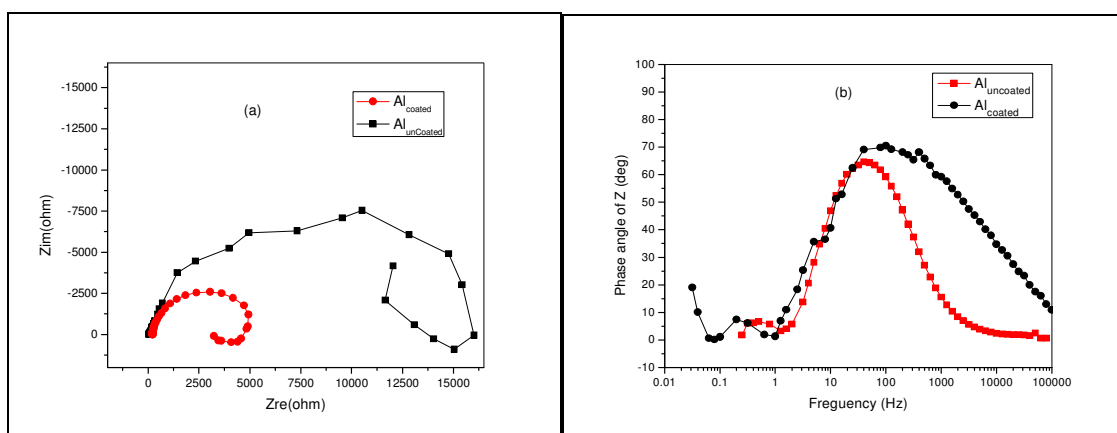 -15000
-12500
-10000
-7500
-5000
-2500
0
Zim(ohm)
(a)
Al coated
Al unCoated
0 2500 5000 7500 10000 12500 15000
Zre(ohm)
100
90
80
70
60
50
40
30
20
10
0
-10
Phase angle of Z (deg)
(b)
Al uncoated
Al coated
0.01 0.1 1 10 100 1000 10000 100000
Freguency (Hz)